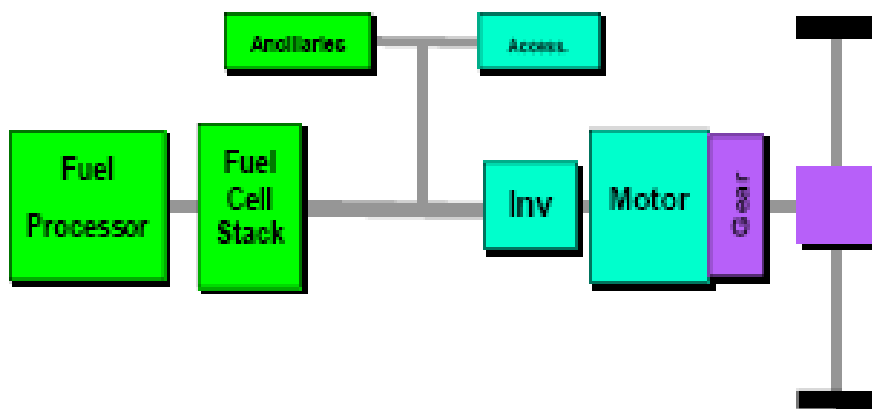 Ancillaries
Access.
Fuel
Processor
Fuel
Cell
Stack
Inv
Motor
Gear